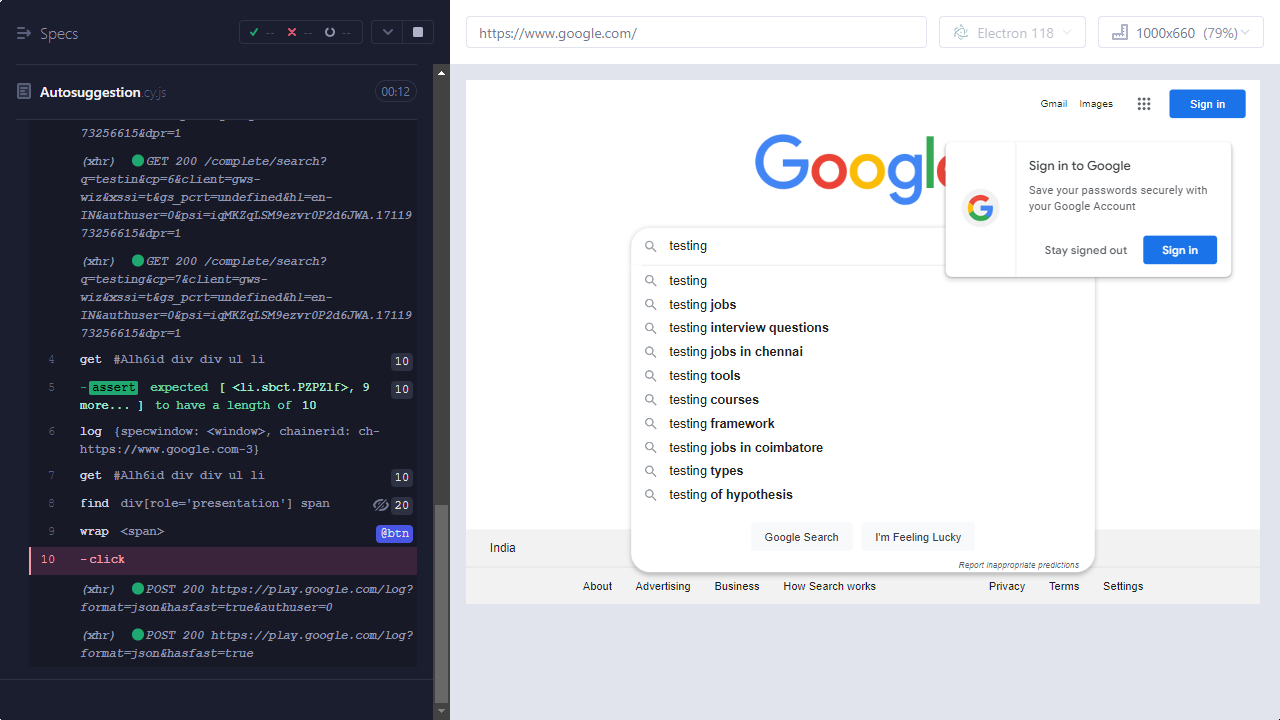 Specs
--
--
--
Autosuggestion.cy.js
00:12
73256615&dpr=1
(xhr) GET 200 /complete/search?
q=testin&cp=6&client=gws-
wiz&xssi=t&gs_pcrt=undefined&hl=en-
IN&authuser=0&psi=iqMKZqLSM9ezvr0P2d6JWA.17119
73256615&dpr=1
(xhr) GET 200 /complete/search?
q=testing&cp=7&client=gws-
wiz&xssi=t&gs_pcrt=undefined&hl=en-
IN&authuser=0&psi=iqMKZqLSM9ezvr0P2d6JWA.17119
73256615&dpr=1
4 get #Alh6id div div ul li 10
5 -assert expected [ <li.sbct.PZPZlf>, 9 10
more... ] to have a length of 10
6 log {specwindow: <window>, chainerid: ch-
https://www.google.com-3}
7 get #Alh6id div div ul li 10
8 find div[role='presentation'] span 20
9 wrap <span> @btn
10 -click
(xhr) POST 200 https://play.google.com/log?
format=json&hasfast=true&authuser=0
(xhr) POST 200 https://play.google.com/log?
format=json&hasfast=true
https://www.google.com/
Electron 118
1000x660 (79%)
Gmail Images Sign in
Google
Sign in to Google
Save your passwords securely with
your Google Account
Stay signed out Sign in
testing
testing
testing jobs
testing interview questions
testing jobs in chennai
testing tools
testing courses
testing framework
testing jobs in coimbatore
testing types
testing of hypothesis
Google Search I'm Feeling Lucky
Report inappropriate predictions
India
About Advertising Business How Search works Privacy Terms Settings